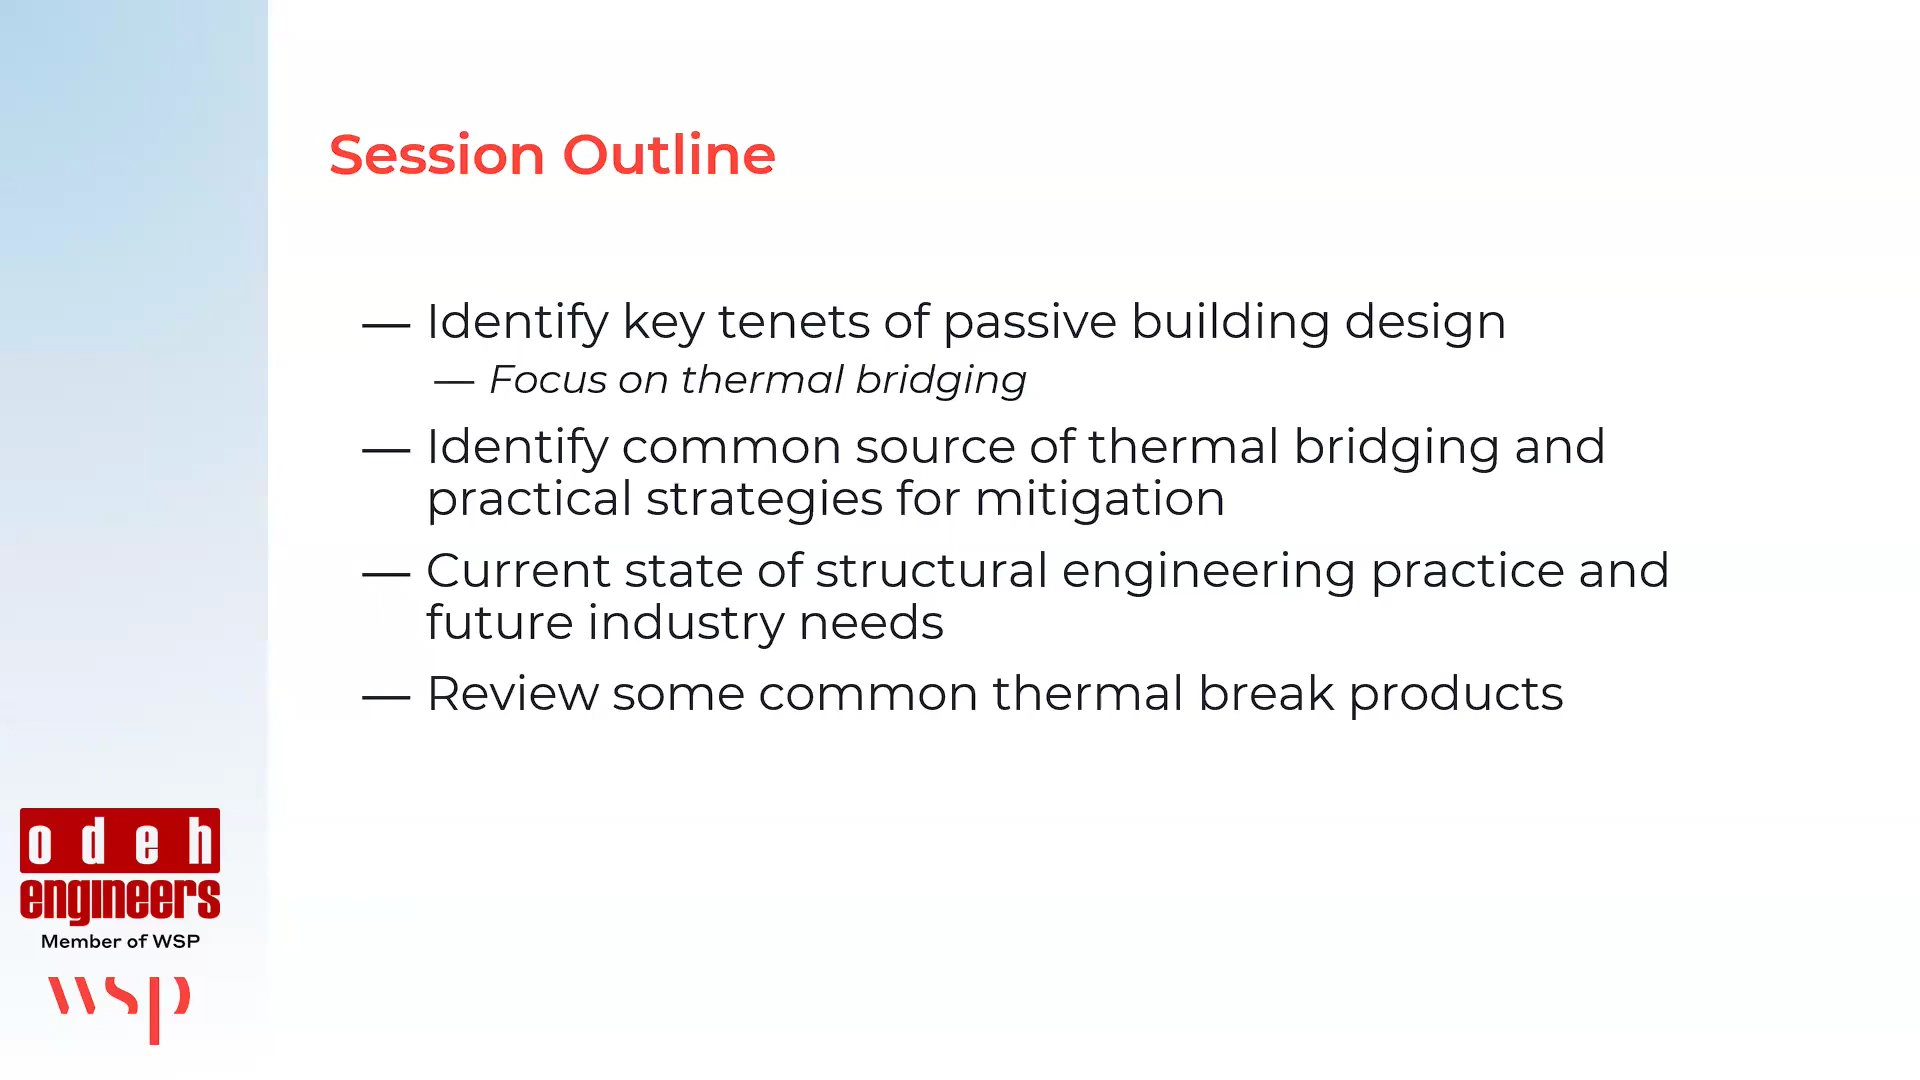 Session Outline
— Identify key tenets of passive building design
— Focus on thermal bridging
— Identify common source of thermal bridging and
practical strategies for mitigation
— Current state of structural engineering practice and
future industry needs
— Review some common thermal break products
odeh
engineers
Member of WSP
wsp